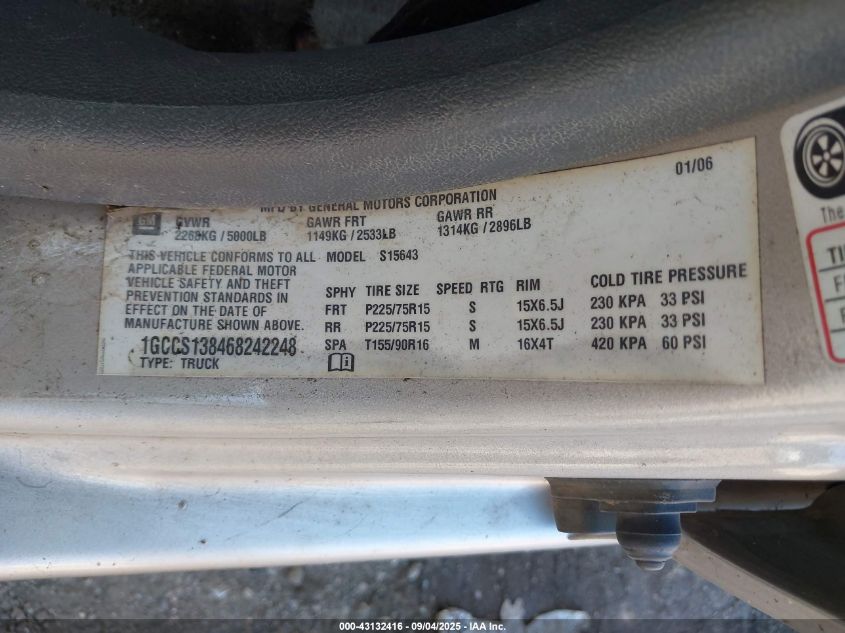 MFD BY GENERAL MOTORS CORPORATION
01/06
GM
GVWR GAWR FRT GAWR RR
2268KG / 5000LB 1149KG / 2533LB 1314KG / 2896LB
THIS VEHICLE CONFORMS TO ALL
APPLICABLE FEDERAL MOTOR
VEHICLE SAFETY AND THEFT
PREVENTION STANDARDS IN
EFFECT ON THE DATE OF
MANUFACTURE SHOWN ABOVE.
1GCCS138468242248
TYPE: TRUCK
MODEL S15643
SPHY TIRE SIZE SPEED RTG RIM COLD TIRE PRESSURE
FRT P225/75R15 S 15X6.5J 230 KPA 33 PSI
RR P225/75R15 S 15X6.5J 230 KPA 33 PSI
SPA T155/90R16 M 16X4T 420 KPA 60 PSI
The
000-43132416 - 09/04/2025 - IAA Inc.